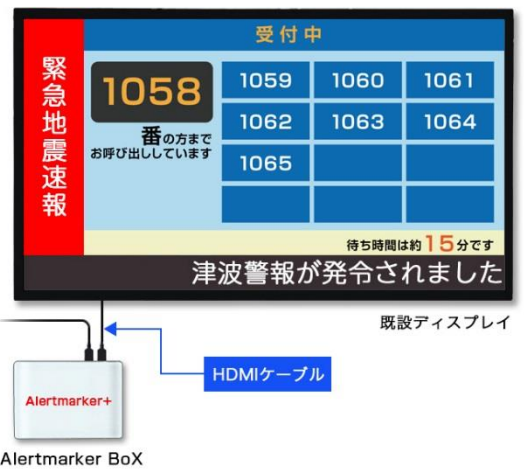 緊急地震速報
受付中
1058
番の方まで
お呼び出ししています
1059 1060 1061
1062 1063 1064
1065
待ち時間は約15分です
津波警報が発令されました
既設ディスプレイ
HDMIケーブル
Alertmarker+
Alertmarker BoX